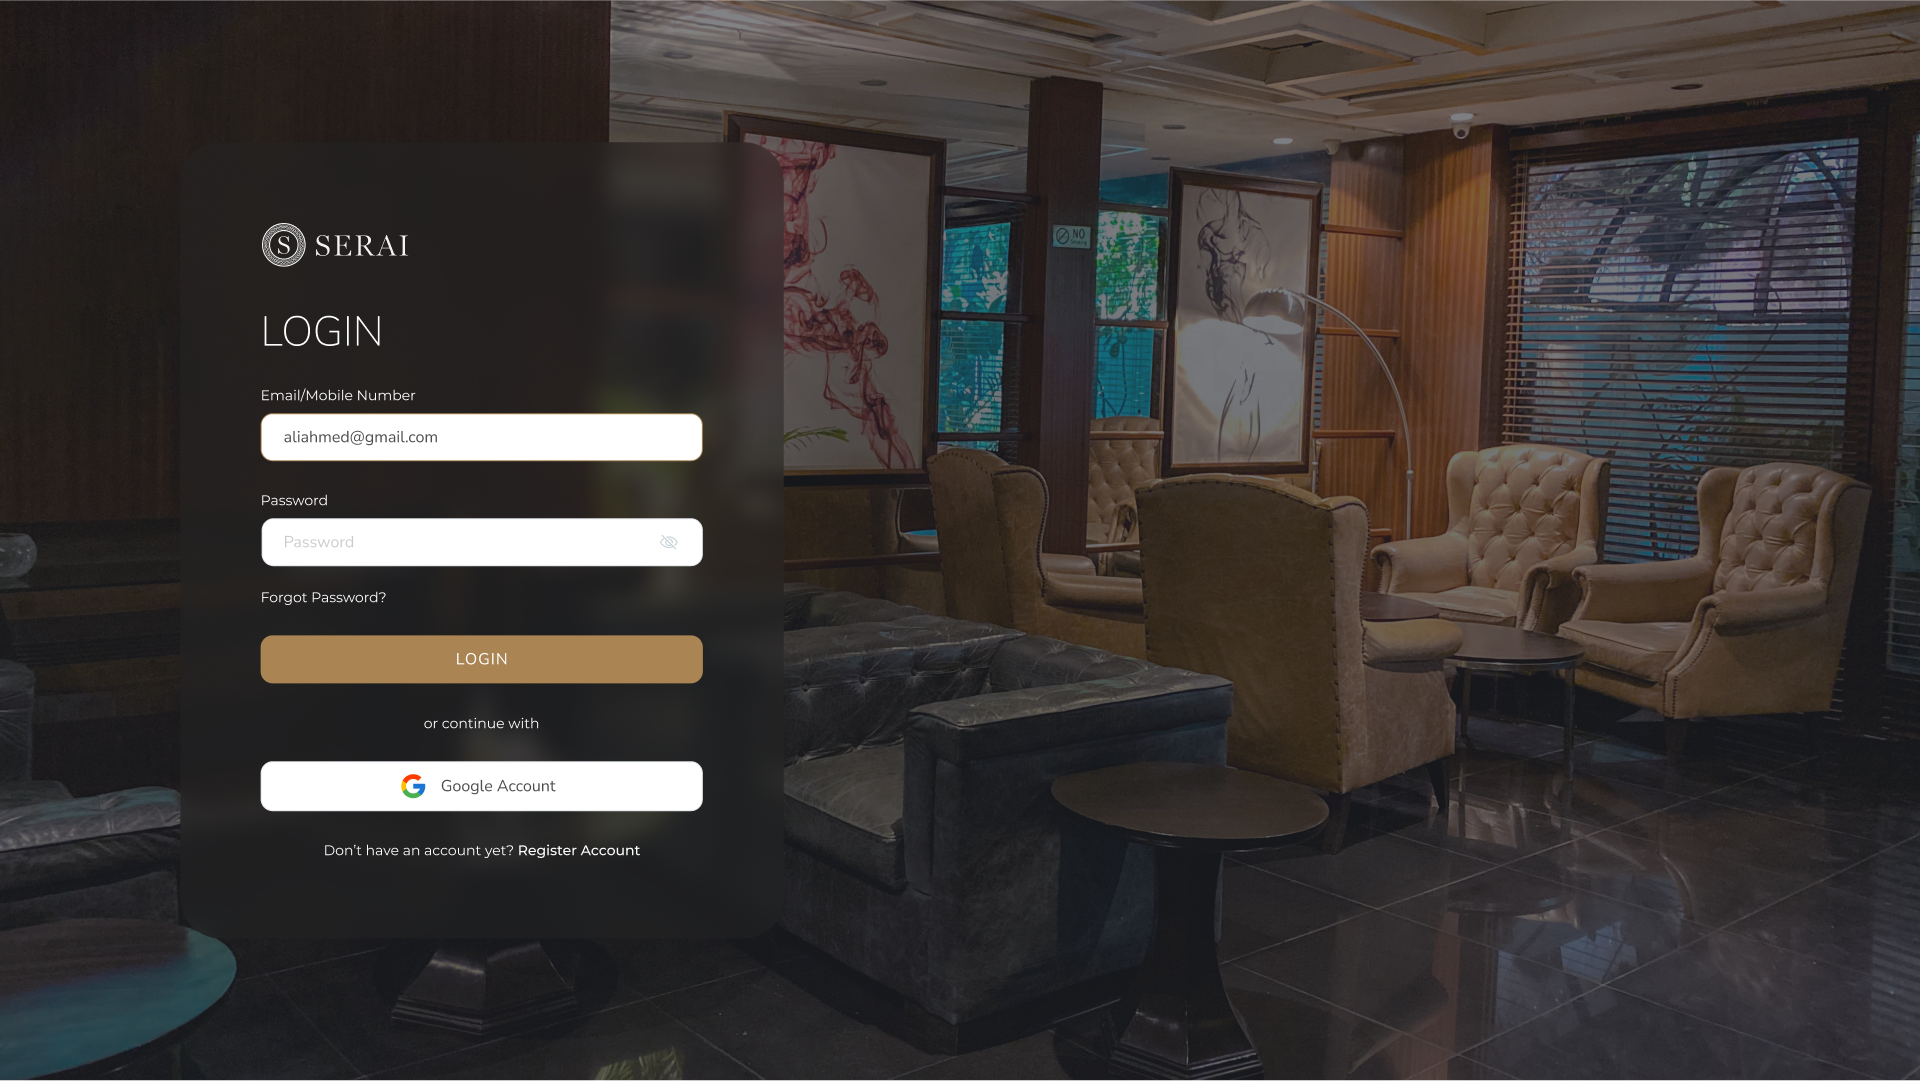 S SERAI
LOGIN
Email/Mobile Number
aliahmed@gmail.com
Password
Password
Forgot Password?
LOGIN
or continue with
Google Account
Don't have an account yet? Register Account
NO